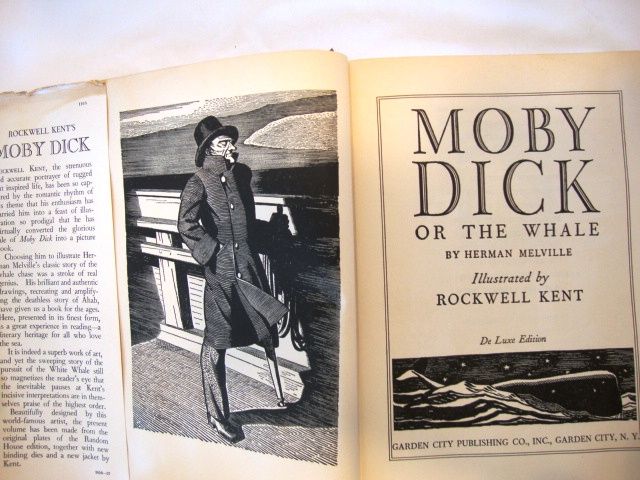 1105
ROCKWELL KENT'S
MOBY DICK
ROCKWELL KENT, the strenuous
accurate portrayer of rugged
inspired life, has been so cap-
by the romantic rhythm of
theme that his enthusiasm has
him into a feast of illus-
so prodigal that he has
virtually converted the glorious
of Moby Dick into a picture
book.
Choosing him to illustrate Her-
man Melville's classic story of the
whale chase was a stroke of real
genius. His brilliant and authentic
drawings, recreating and amplify-
ing the deathless story of Ahab,
have given us a book for the ages.
Here, presented in its finest form,
is a great experience in reading—a
literary heritage for all who love
the sea.
It is indeed a superb work of art,
and yet the sweeping story of the
pursuit of the White Whale still
so magnetizes the reader's eye that
the inevitable pauses at Kent's
incisive interpretations are in them-
selves praise of the highest order.
Beautifully designed by this
world-famous artist, the present
volume has been made from the
original plates of the Random
House edition, together with new
binding dies and a new jacket by
Kent.
MOBY
DICK
OR THE WHALE
BY HERMAN MELVILLE
Illustrated by
ROCKWELL KENT
De Luxe Edition
GARDEN CITY PUBLISHING CO., INC., GARDEN CITY, N. Y.